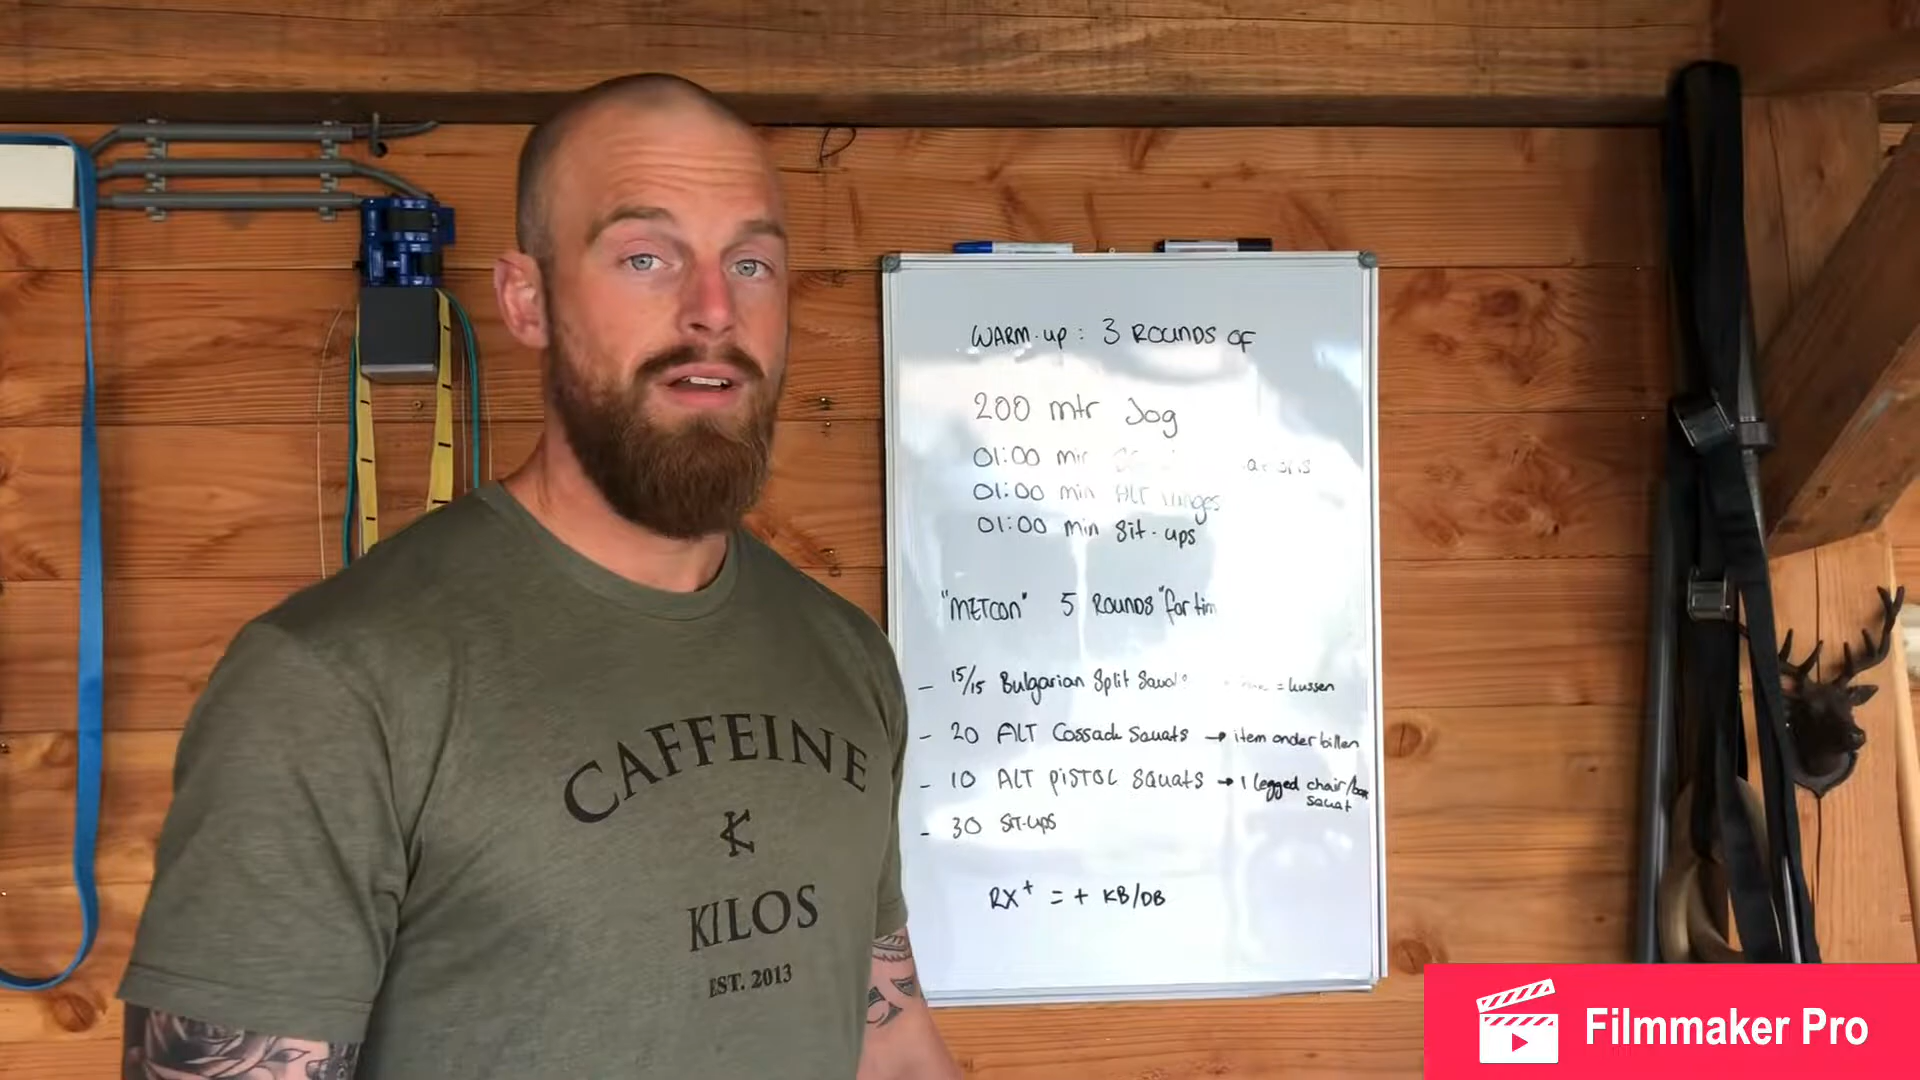 WARM-up : 3 ROUNDS OF
200 mtr Jog
01:00 min
01:00 min ALT lunges
01:00 min Sit-ups
"METCON" 5 ROUNDS "for tim
- 15/15 Bulgarian Split Squats = kussen
- 20 ALT Cossack Squats → item onder billen
- 10 ALT PISTOL Squats → 1 legged chair/box
squat
- 30 SIT-UPS
RX+ = + KB/DB
CAFFEINE
K
KILOS
EST. 2013
Filmmaker Pro